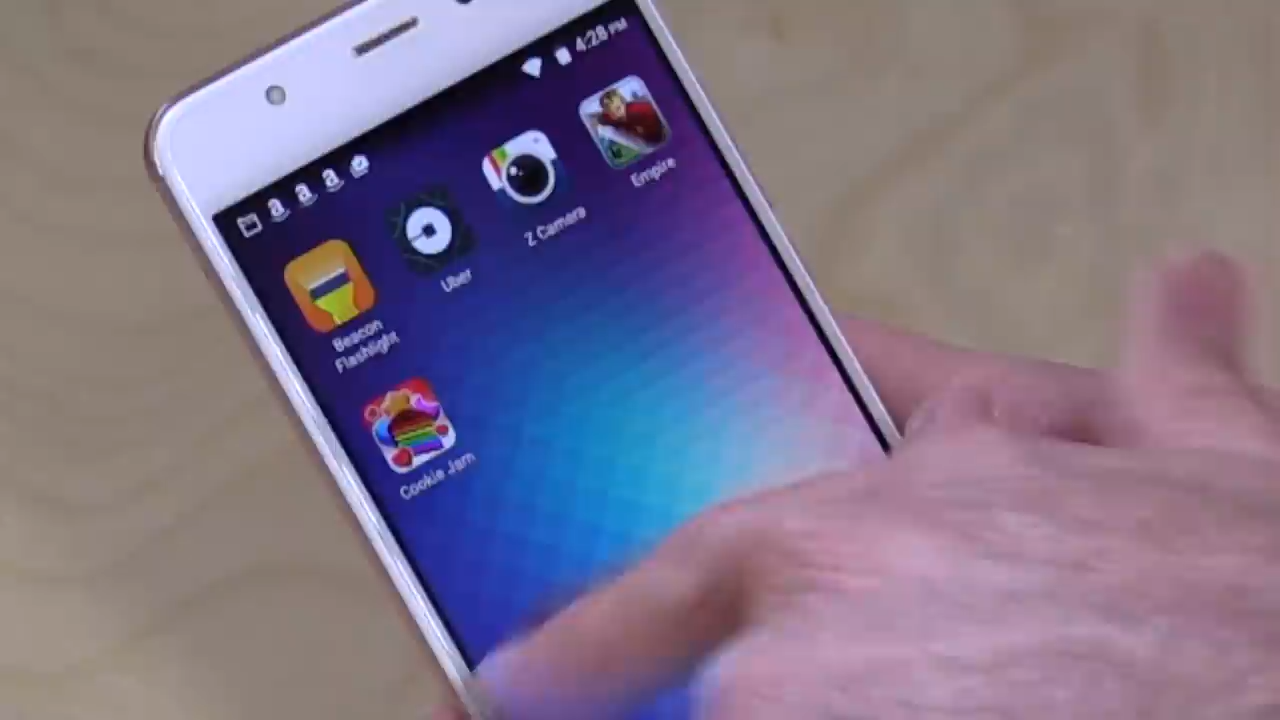 4:28 PM
a a a
Empire
Z Camera
Uber
Beacon
Flashlight
Cookie Jam